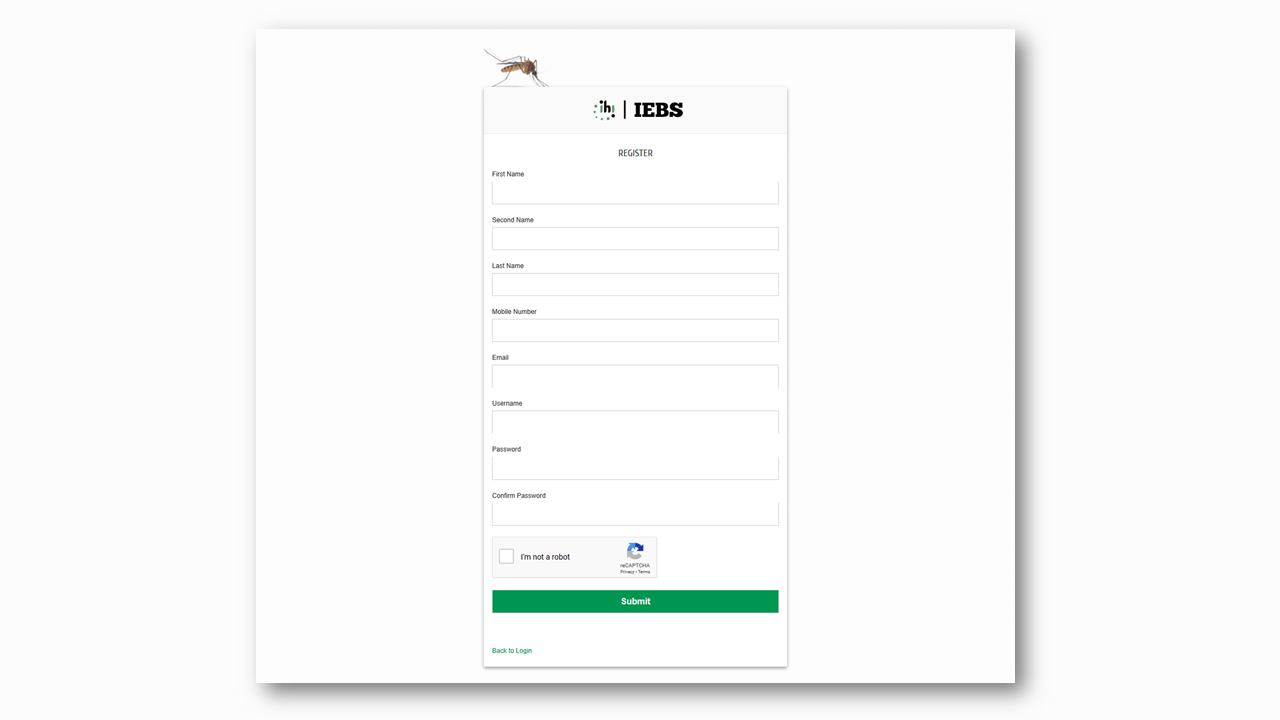 ihi | IEBS
REGISTER
First Name
Second Name
Last Name
Mobile Number
Email
Username
Password
Confirm Password
I'm not a robot
reCAPTCHA
Privacy - Terms
Submit
Back to Login